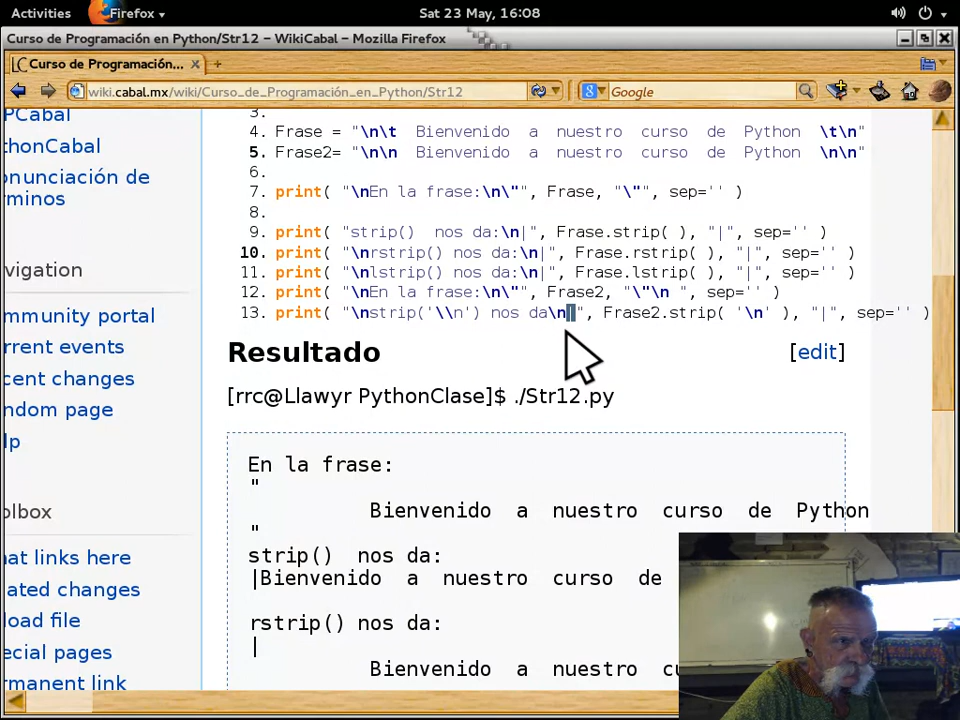 Activities Firefox Sat 23 May, 16:08
Curso de Programación en Python/Str12 – WikiCabal – Mozilla Firefox
Curso de Programación... × +
wiki.cabal.mx/wiki/Curso_de_Programación_en_Python/Str12 Google
PCabal
thonCabal
onunciación de
rminos
avigation
mmunity portal
rrent events
cent changes
ndom page
lp
olbox
hat links here
ated changes
load file
ecial pages
rmanent link
3.
4. Frase = "\n\t  Bienvenido  a  nuestro  curso  de  Python  \t\n"
5. Frase2= "\n\n  Bienvenido  a  nuestro  curso  de  Python  \n\n"
6.
7. print( "\nEn la frase:\n\"", Frase, "\"", sep='' )
8.
9. print( "strip()  nos da:\n|", Frase.strip( ), "|", sep='' )
10. print( "\nrstrip() nos da:\n|", Frase.rstrip( ), "|", sep='' )
11. print( "\nlstrip() nos da:\n|", Frase.lstrip( ), "|", sep='' )
12. print( "\nEn la frase:\n\"", Frase2, "\"\n ", sep='' )
13. print( "\nstrip('\\n') nos da\n|", Frase2.strip( '\n' ), "|", sep='' )
Resultado [edit]
[rrc@Llawyr PythonClase]$ ./Str12.py
En la frase:
"
Bienvenido  a  nuestro  curso  de  Python
"
strip()  nos da:
|Bienvenido  a  nuestro  curso  de
rstrip() nos da:
|
Bienvenido  a  nuestro  cu